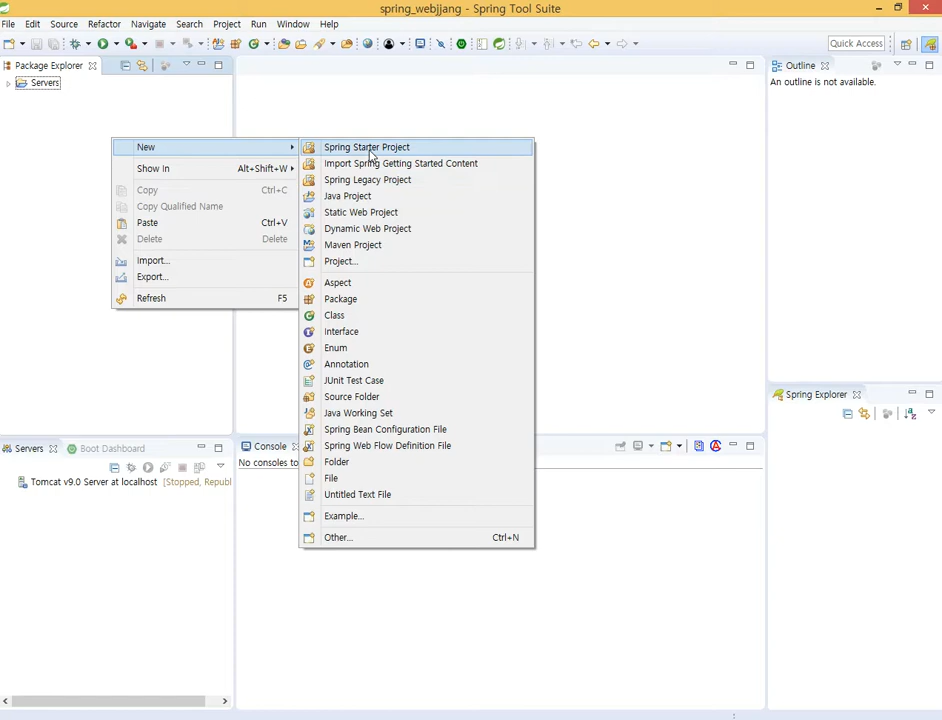 spring_webjjang - Spring Tool Suite
File Edit Source Refactor Navigate Search Project Run Window Help
Quick Access
Package Explorer
Servers
Outline
An outline is not available.
New
Show In Alt+Shift+W
Copy Ctrl+C
Copy Qualified Name
Paste Ctrl+V
Delete Delete
Import...
Export...
Refresh F5
Spring Starter Project
Import Spring Getting Started Content
Spring Legacy Project
Java Project
Static Web Project
Dynamic Web Project
Maven Project
Project...
Aspect
Package
Class
Interface
Enum
Annotation
JUnit Test Case
Source Folder
Java Working Set
Spring Bean Configuration File
Spring Web Flow Definition File
Folder
File
Untitled Text File
Example...
Other... Ctrl+N
Spring Explorer
Servers Boot Dashboard
Tomcat v9.0 Server at localhost [Stopped, Republ
Console
No consoles to